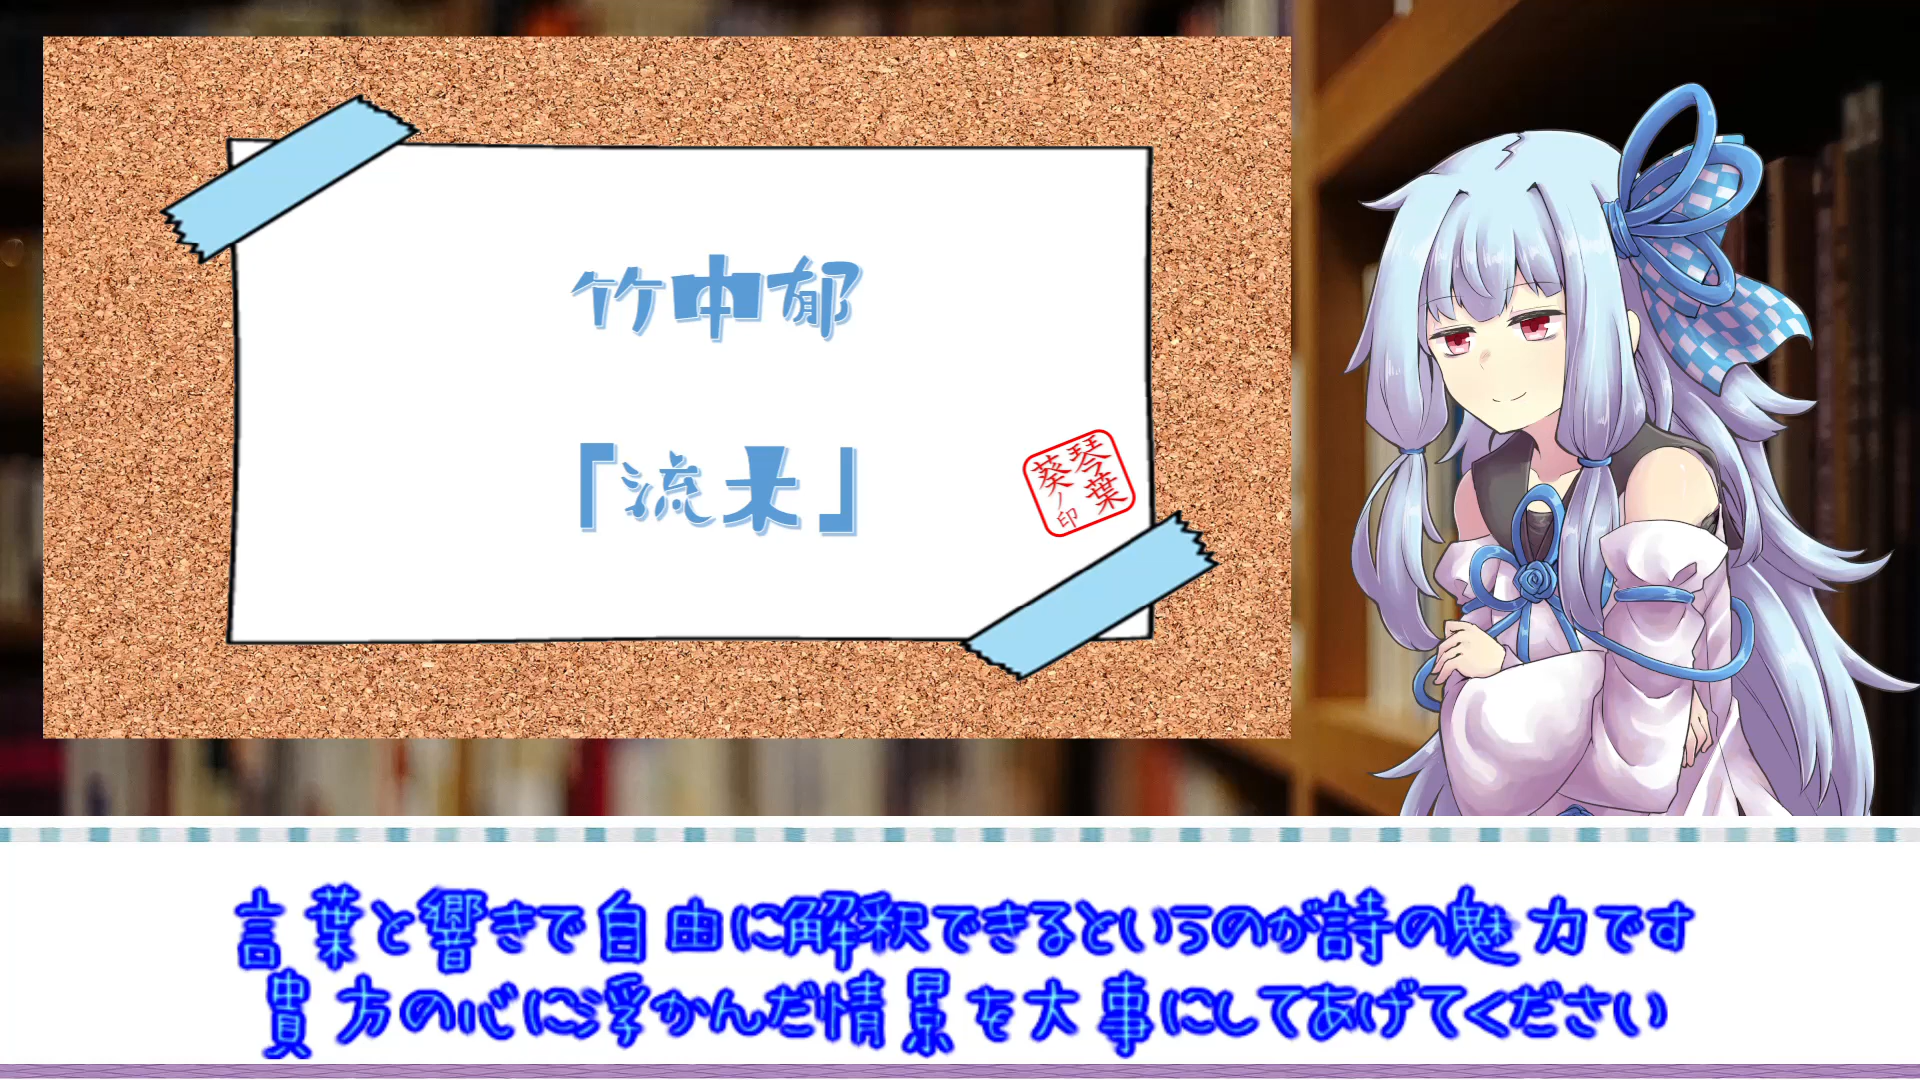 竹中郁
「流木」
琴葉
葵ノ印
言葉と響きで自由に解釈できるというのが詩の魅力です
貴方の心に浮かんだ情景を大事にしてあげてください